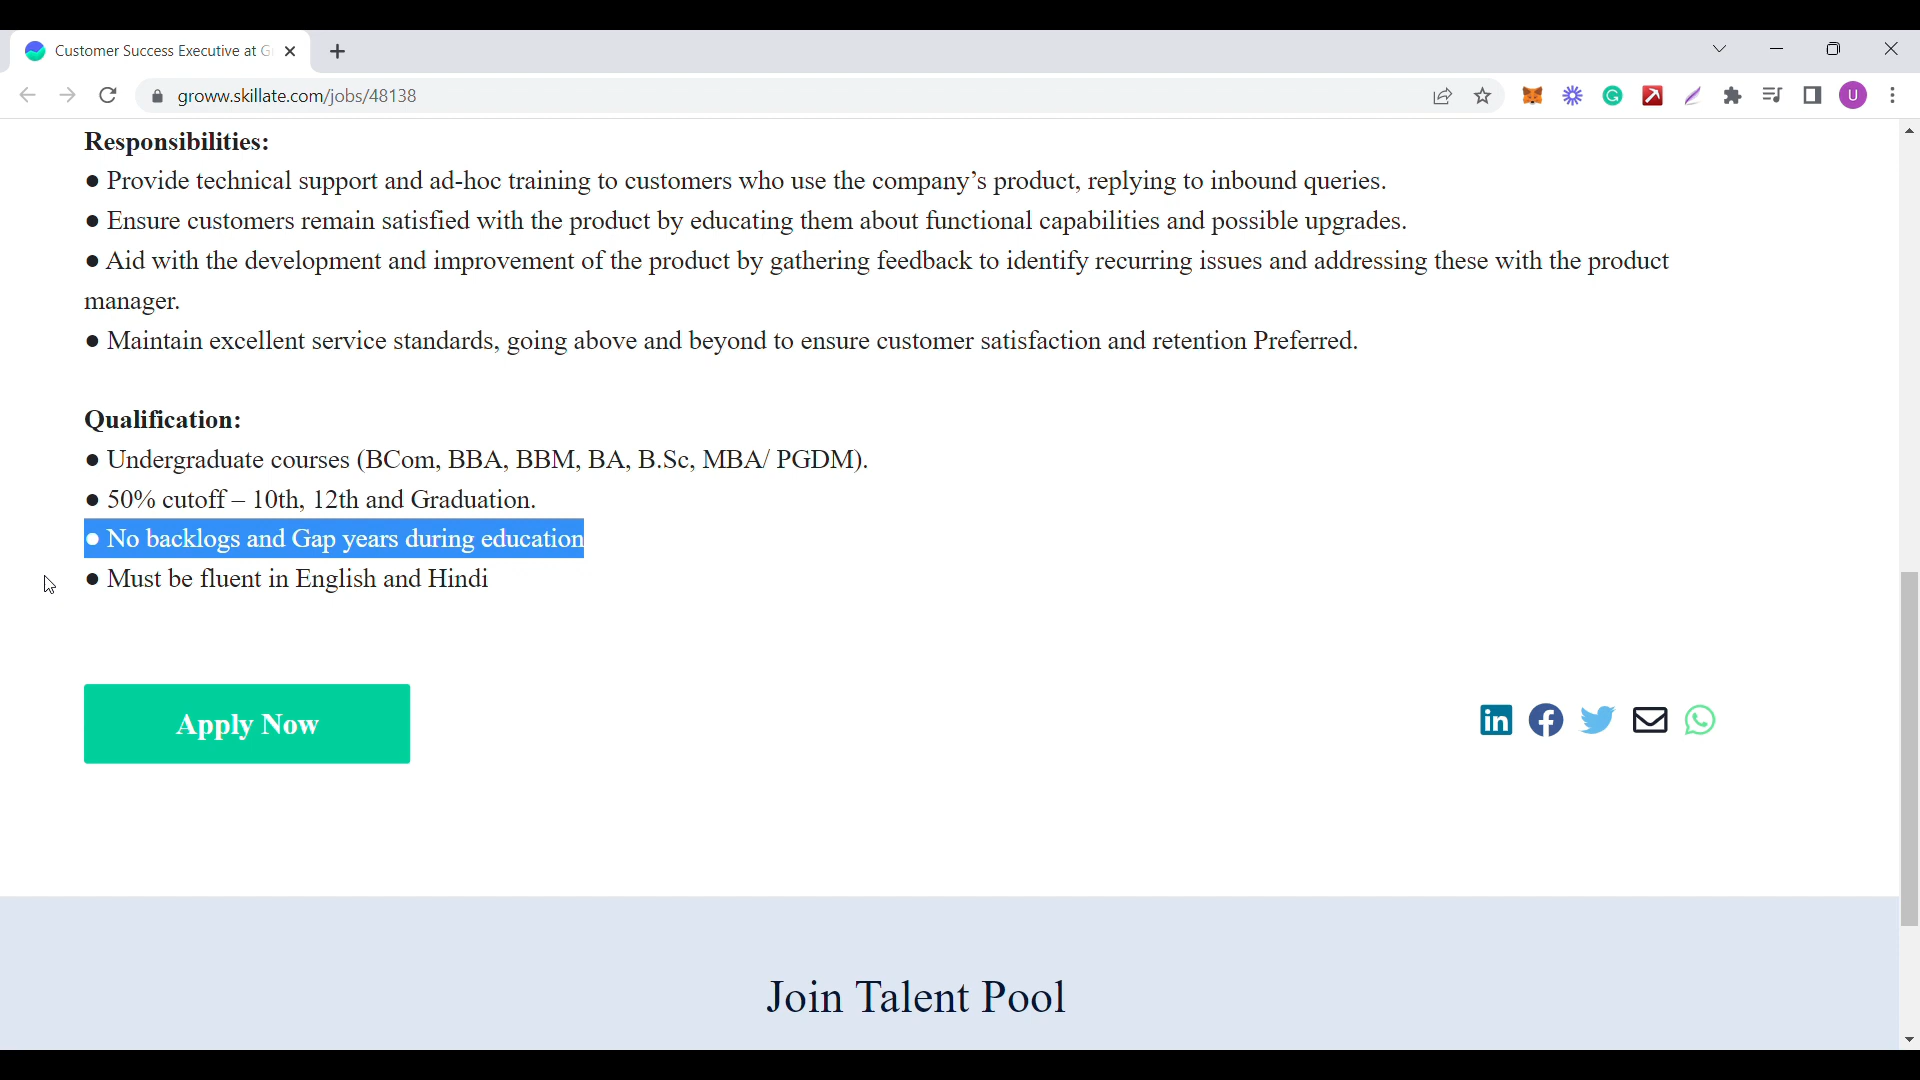 Customer Success Executive at G
groww.skillate.com/jobs/48138
U
Responsibilities:
● Provide technical support and ad-hoc training to customers who use the company’s product, replying to inbound queries.
● Ensure customers remain satisfied with the product by educating them about functional capabilities and possible upgrades.
● Aid with the development and improvement of the product by gathering feedback to identify recurring issues and addressing these with the product
manager.
● Maintain excellent service standards, going above and beyond to ensure customer satisfaction and retention Preferred.
Qualification:
● Undergraduate courses (BCom, BBA, BBM, BA, B.Sc, MBA/ PGDM).
● 50% cutoff – 10th, 12th and Graduation.
● No backlogs and Gap years during education
● Must be fluent in English and Hindi
Apply Now
Join Talent Pool